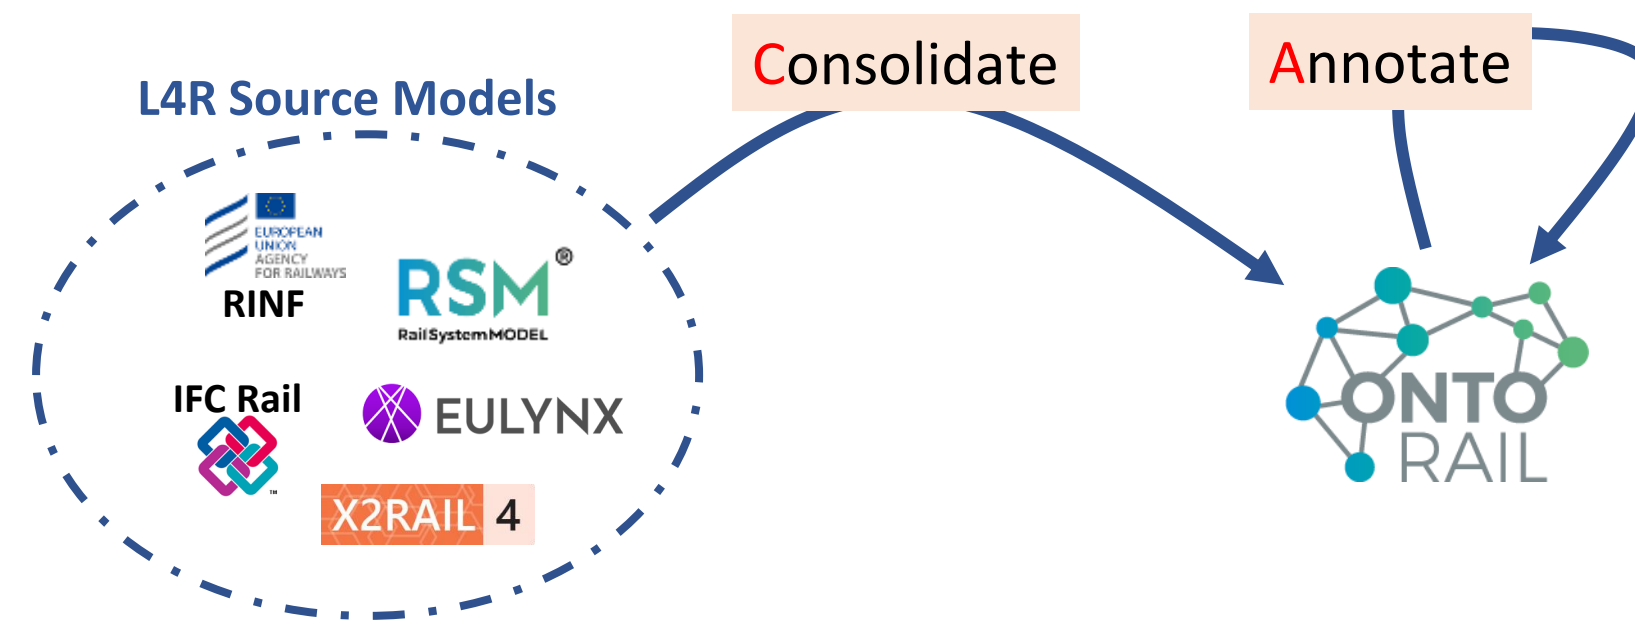 Consolidate
Annotate
L4R Source Models
EUROPEAN
UNION
AGENCY
FOR RAILWAYS
RINF
RSM®
RailSystemMODEL
IFC Rail
™
EULYNX
X2RAIL 4
ONTO
RAIL